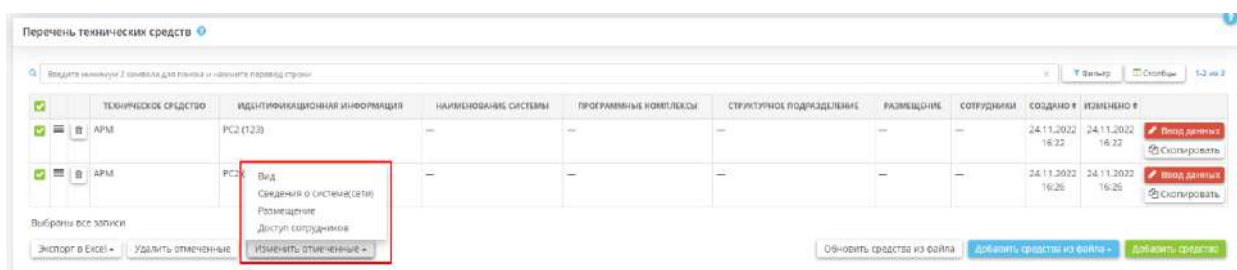 Перечень технических средств
Введите минимум 2 символа для поиска и нажмите перевод строки
Фильтр
Столбцы
1-2 из 2
ТЕХНИЧЕСКОЕ СРЕДСТВО ИДЕНТИФИКАЦИОННАЯ ИНФОРМАЦИЯ НАИМЕНОВАНИЕ СИСТЕМЫ ПРОГРАММНЫЕ КОМПЛЕКСЫ СТРУКТУРНОЕ ПОДРАЗДЕЛЕНИЕ РАЗМЕЩЕНИЕ СОТРУДНИКИ СОЗДАНО ИЗМЕНЕНО
АРМ PC2 (123) — — — — — 24.11.2022 24.11.2022 Ввод данных
16:22 16:22 Скопировать
АРМ PC2 ( — — — — — 24.11.2022 24.11.2022 Ввод данных
16:26 16:26 Скопировать
Вид
Сведения о системе(сети)
Размещение
Доступ сотрудников
Выбраны все записи
Экспорт в Excel Удалить отмеченные Изменить отмеченные Обновить средства из файла Добавить средства из файла Добавить средство